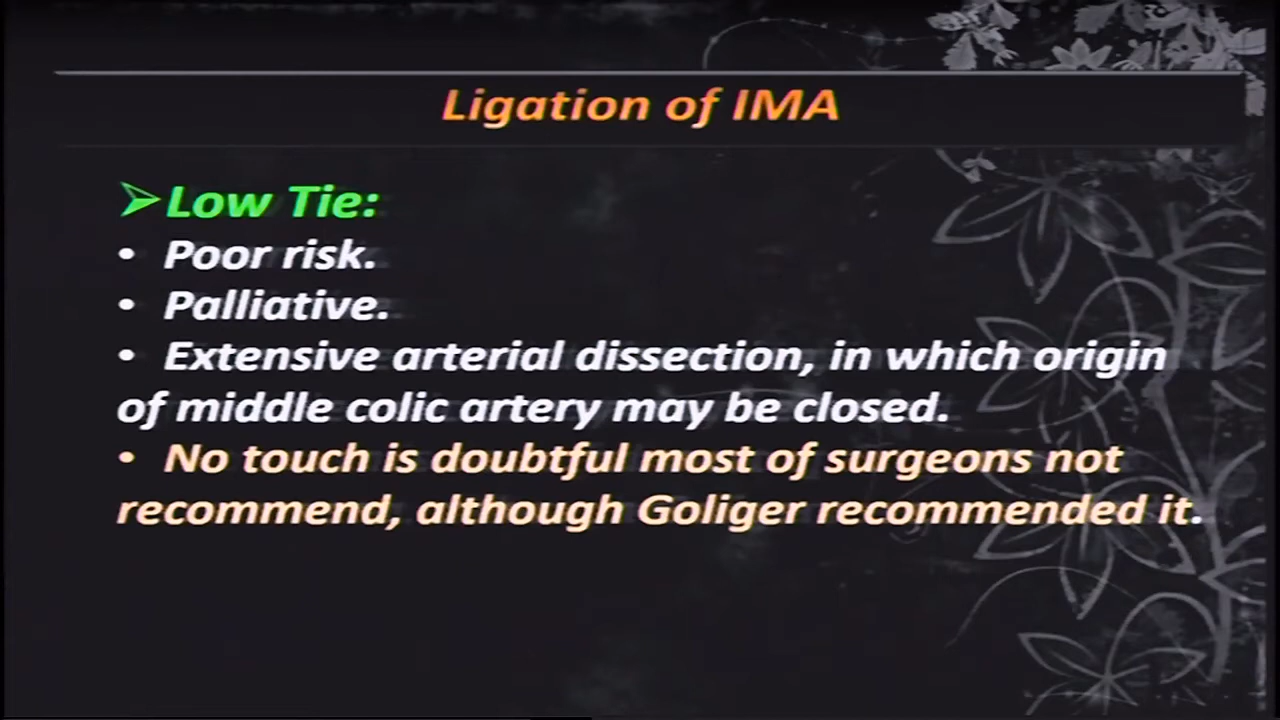 Ligation of IMA
➢Low Tie:
• Poor risk.
• Palliative.
• Extensive arterial dissection, in which origin
of middle colic artery may be closed.
• No touch is doubtful most of surgeons not
recommend, although Goliger recommended it.